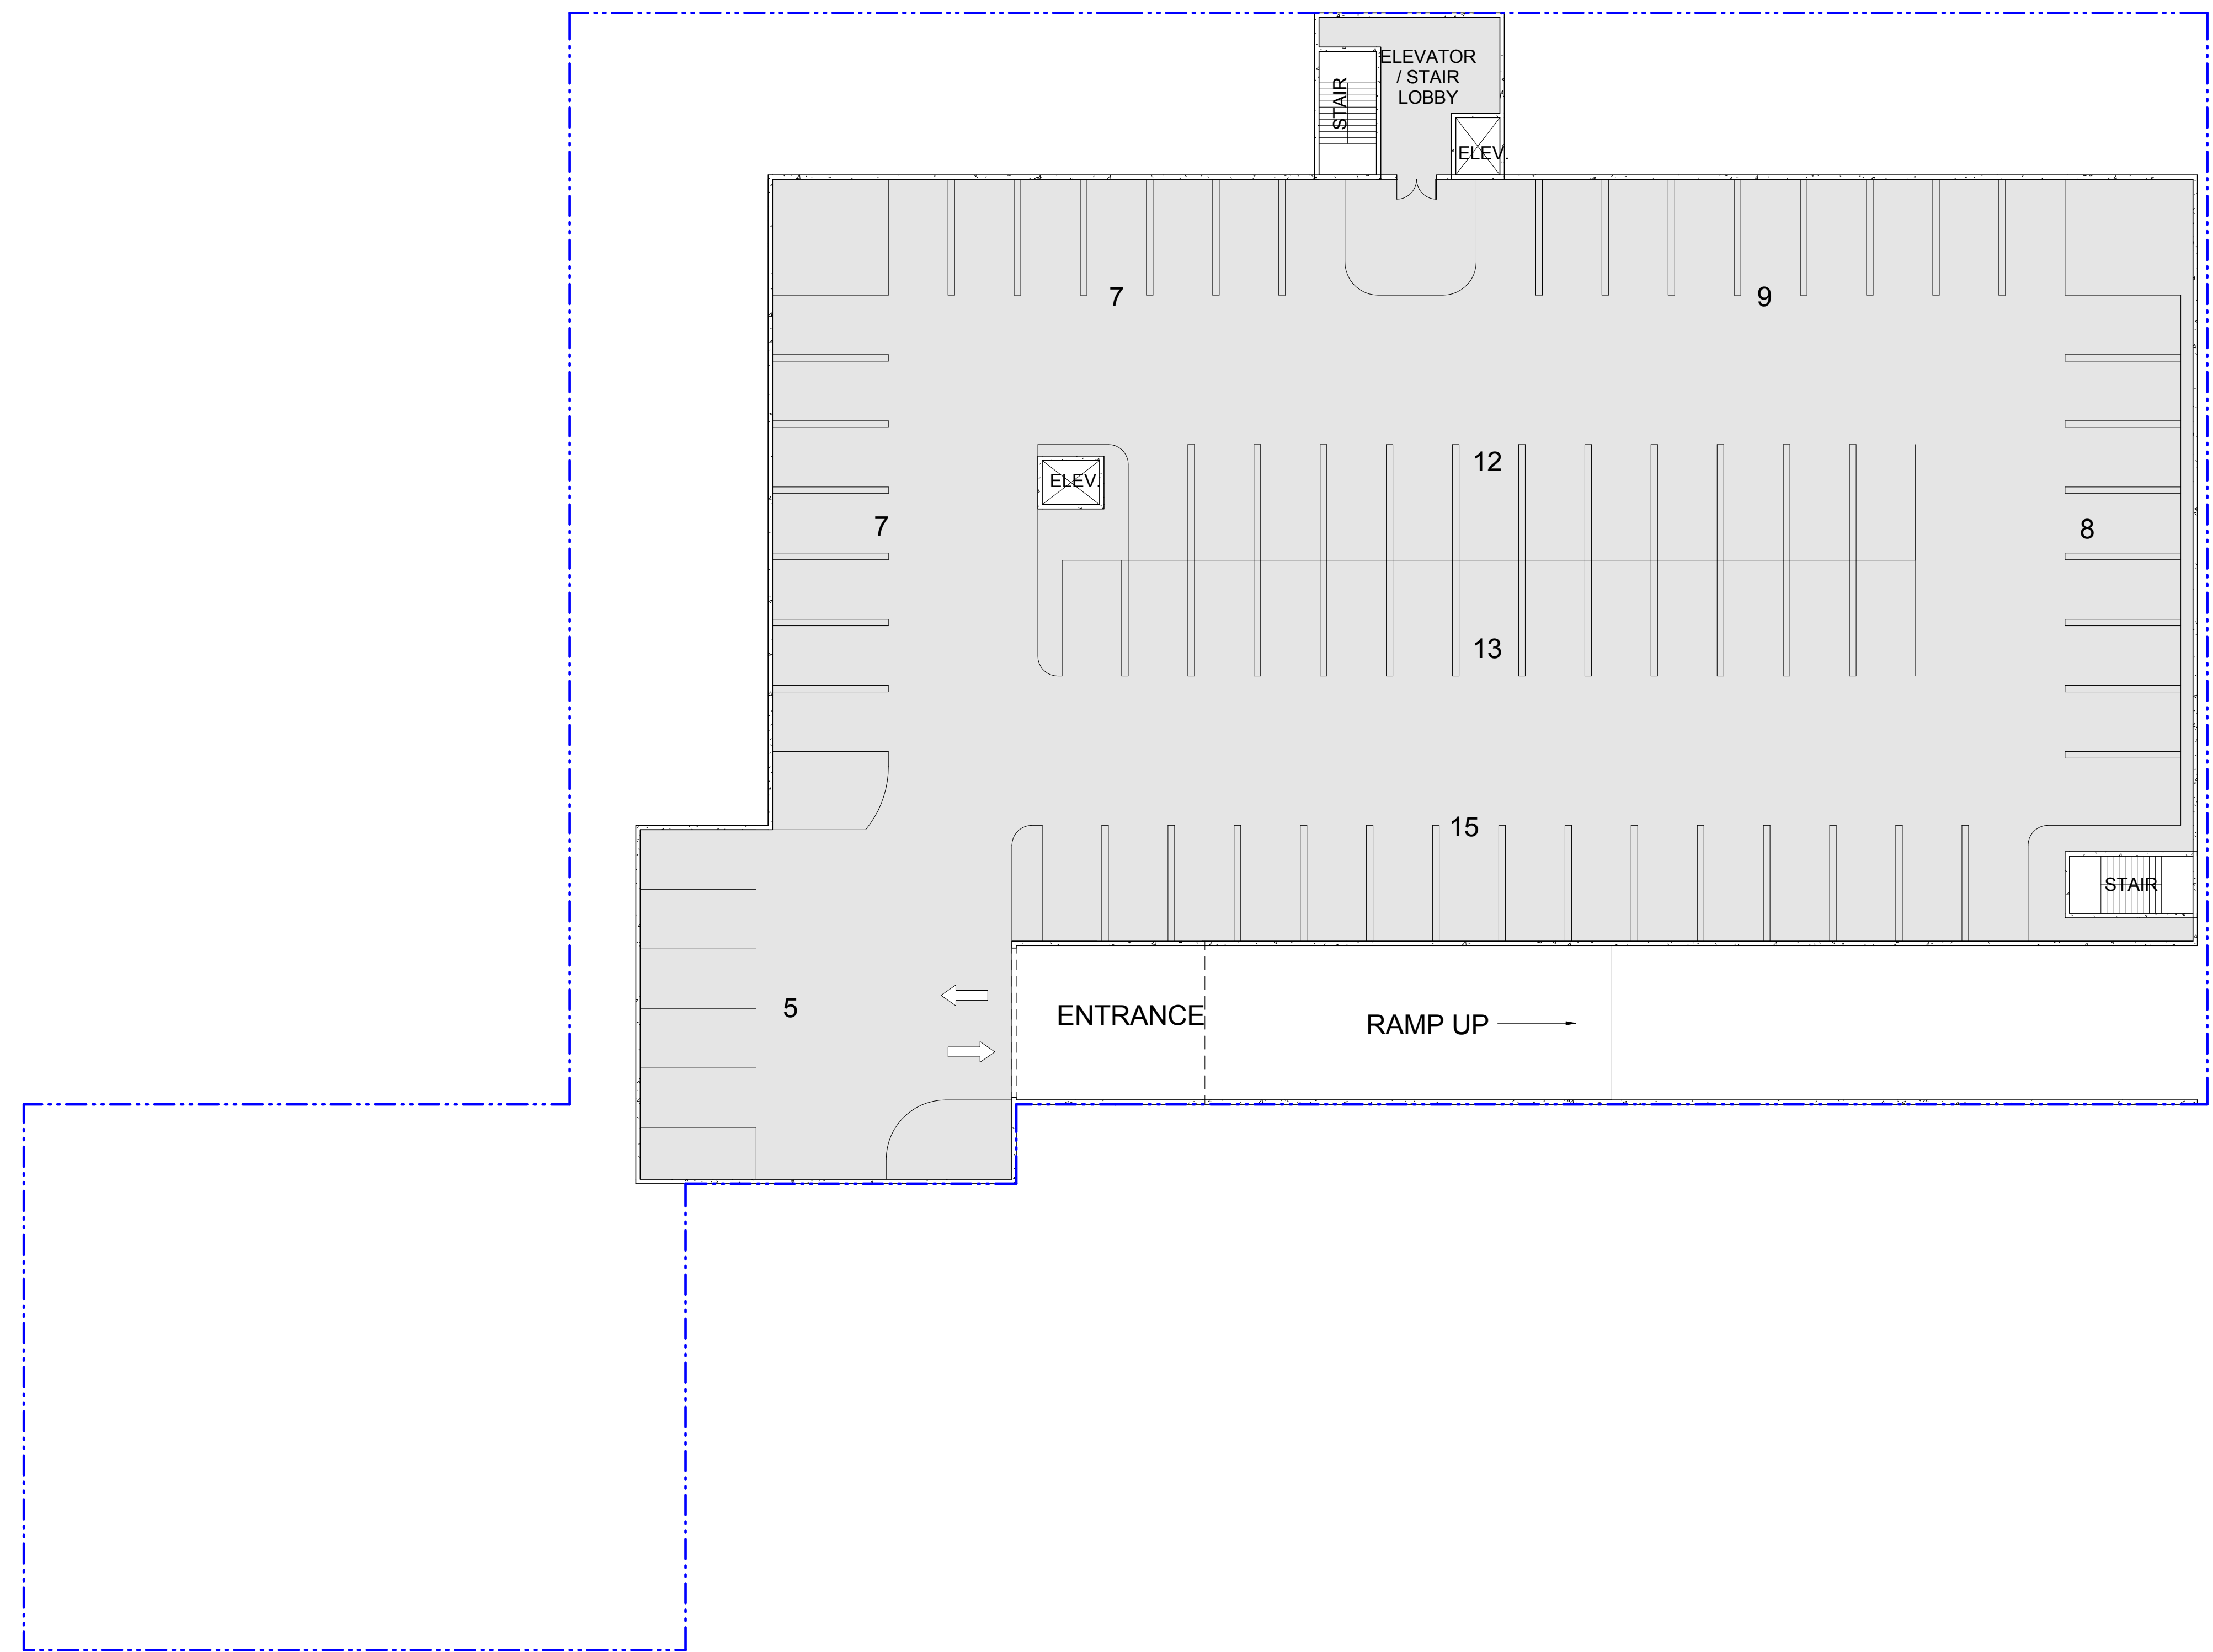 ELEVATOR
/ STAIR
LOBBY
STAIR
ELEV.
7
9
12
ELEV.
7
8
13
15
STAIR
5
ENTRANCE
RAMP UP